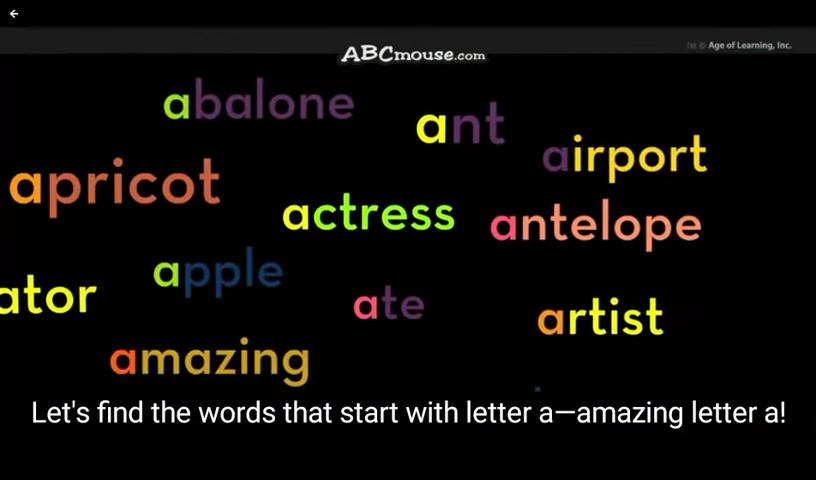 ABCmouse.com
© Age of Learning, Inc.
abalone
ant
airport
apricot
actress
antelope
apple
ator
ate
artist
amazing
Let's find the words that start with letter a—amazing letter a!